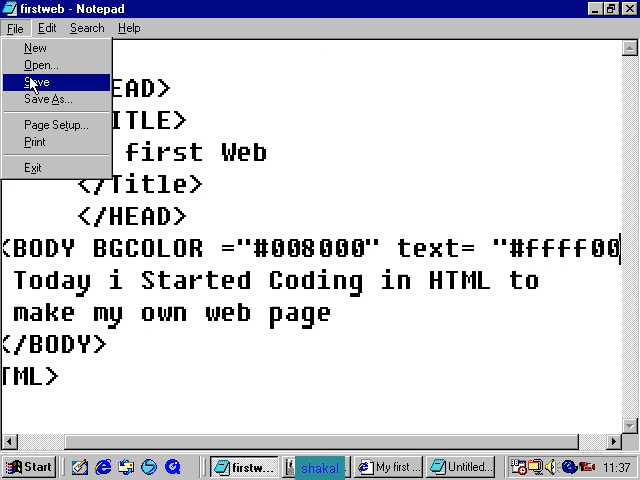 firstweb - Notepad
File Edit Search Help
New
Open...
Save
Save As...
Page Setup...
Print
Exit
EAD>
ITLE>
first Web
</Title>
</HEAD>
<BODY BGCOLOR ="#008000" text= "#ffff00
Today i Started Coding in HTML to
make my own web page
</BODY>
TML>
Start firstw... shakal My first ... Untitled... 11:37